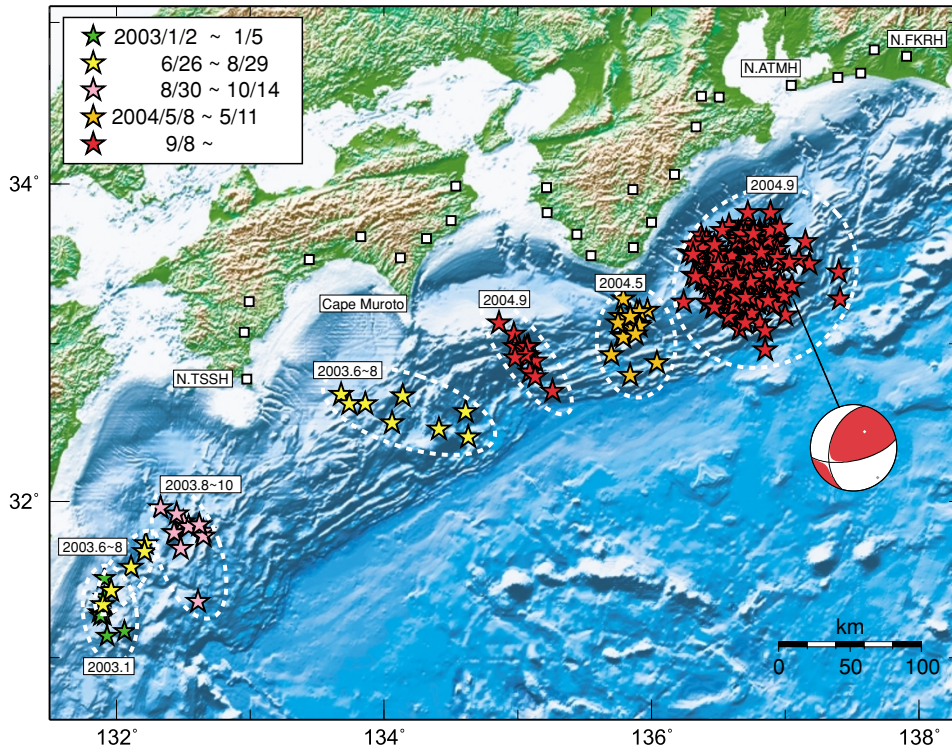 2003/1/2 ~ 1/5
6/26 ~ 8/29
8/30 ~ 10/14
2004/5/8 ~ 5/11
9/8 ~
N.FKRH
N.ATMH
34°
2004.9
2004.5
2004.9
Cape Muroto
N.TSSH
2003.6~8
32°
2003.8~10
2003.6~8
2003.1
km
0 50 100
132° 134° 136° 138°